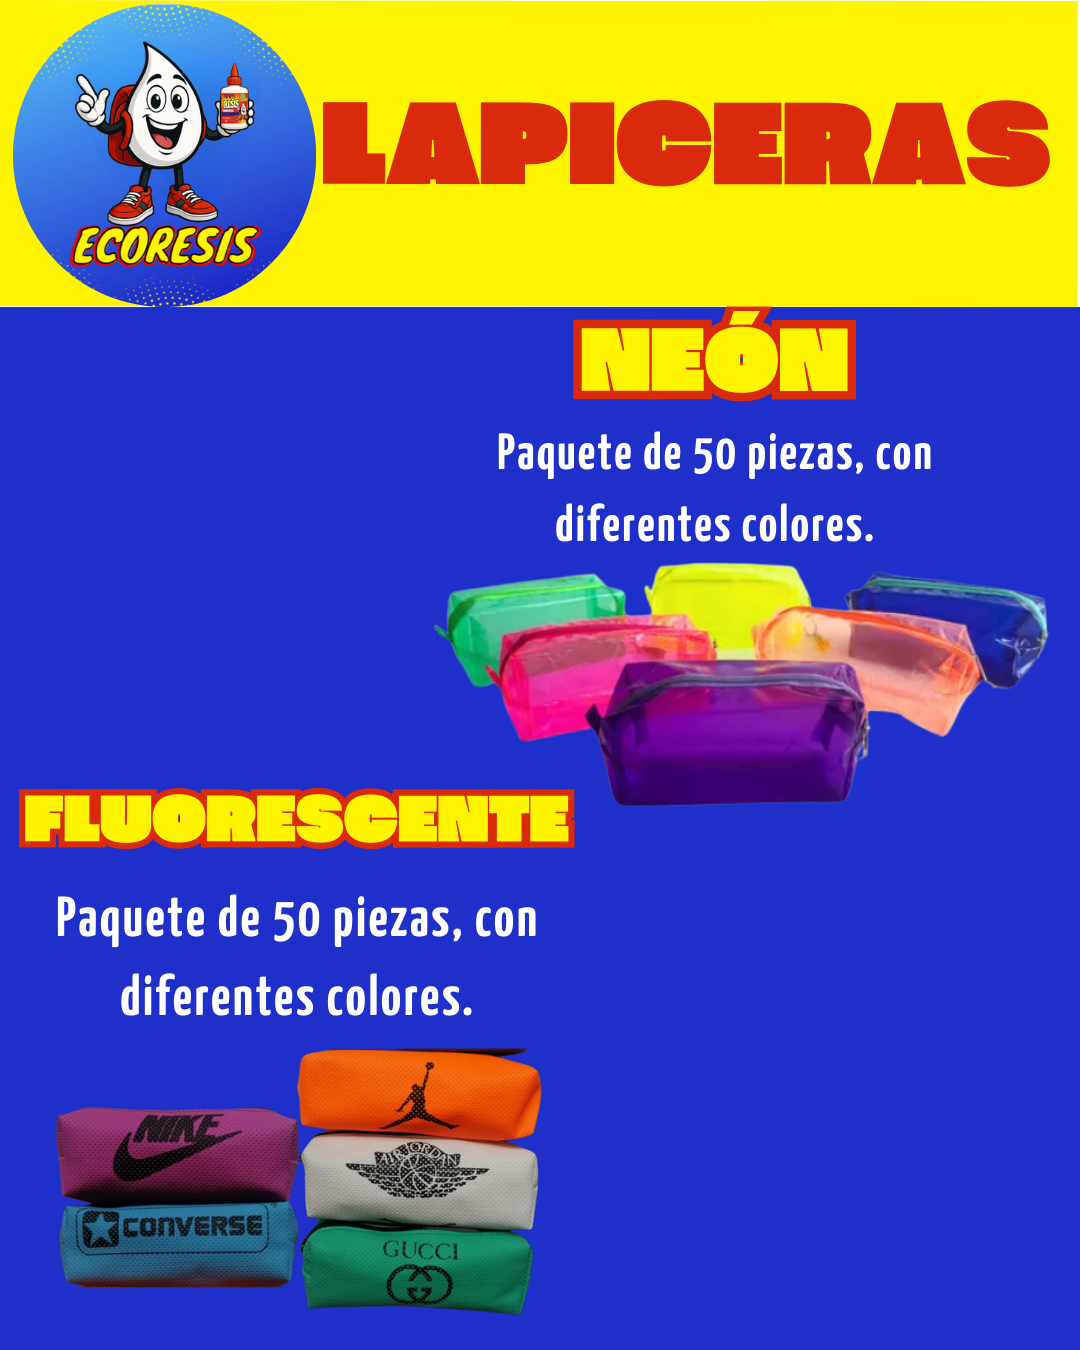 LAPICERAS
ECORESIS
NEÓN
Paquete de 50 piezas, con
diferentes colores.
FLUORESCENTE
Paquete de 50 piezas, con
diferentes colores.
NIKE
AIR JORDAN
CONVERSE
GUCCI